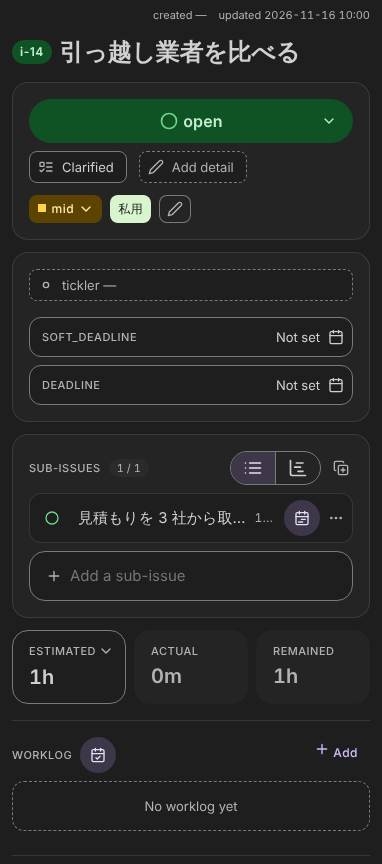 created — updated 2026-11-16 10:00
i-14 引っ越し業者を比べる
open
Clarified Add detail
mid 私用
tickler —
SOFT_DEADLINE Not set
DEADLINE Not set
SUB-ISSUES 1 / 1
見積もりを 3 社から取... 1...
Add a sub-issue
ESTIMATED ACTUAL REMAINED
1h 0m 1h
WORKLOG Add
No worklog yet